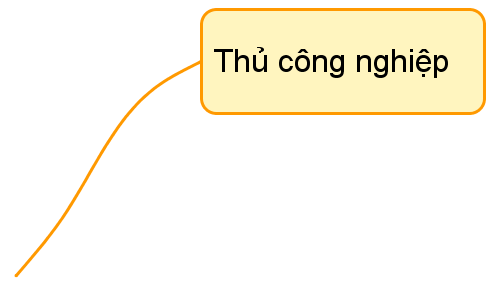 Thủ công nghiệp